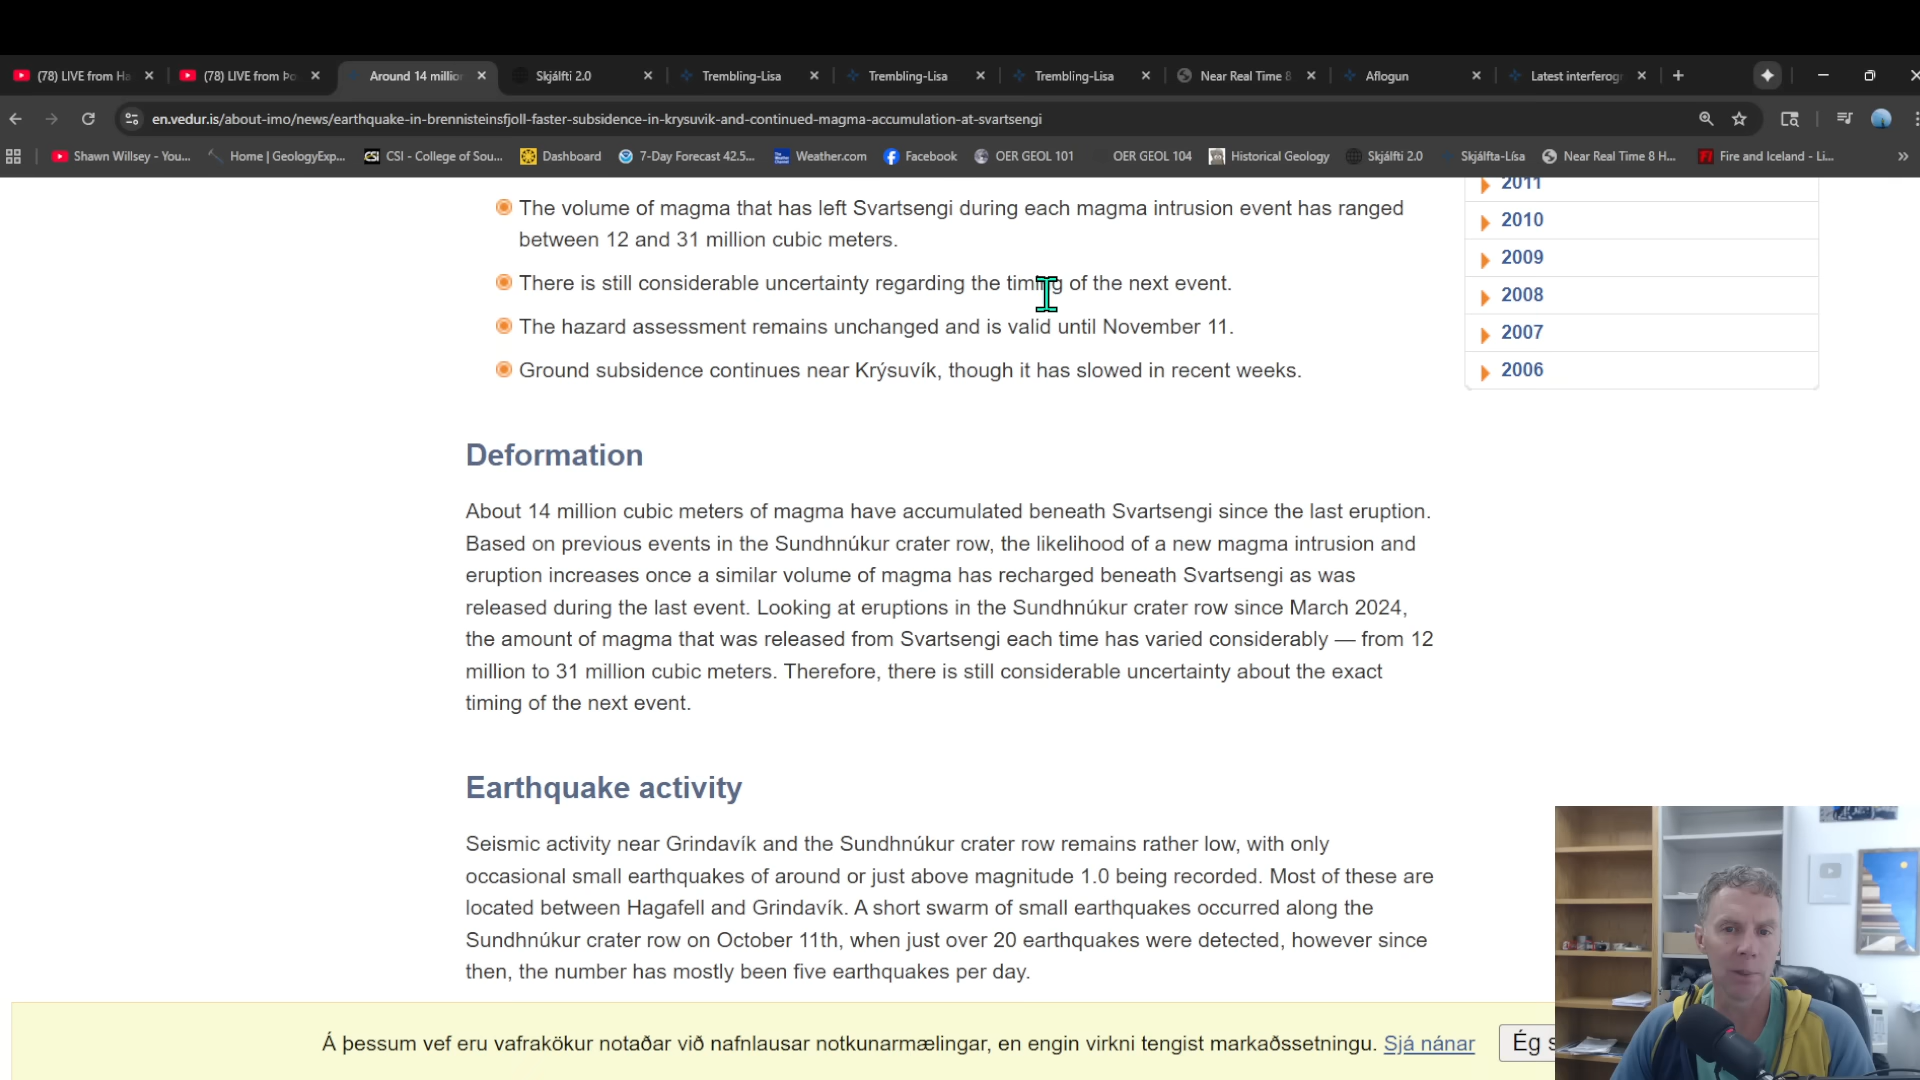 (78) LIVE from Ha
(78) LIVE from Þo
Around 14 millio
Skjálfti 2.0
Trembling-Lisa
Trembling-Lisa
Trembling-Lisa
Near Real Time 8
Aflogun
Latest interferog
en.vedur.is/about-imo/news/earthquake-in-brennisteinsfjoll-faster-subsidence-in-krysuvik-and-continued-magma-accumulation-at-svartsengi
Shawn Willsey - You...
Home | GeologyExp...
CSI - College of Sou...
Dashboard
7-Day Forecast 42.5...
Weather.com
Facebook
OER GEOL 101
OER GEOL 104
Historical Geology
Skjálfti 2.0
Skjálfta-Lísa
Near Real Time 8 H...
Fire and Iceland - Li...
The volume of magma that has left Svartsengi during each magma intrusion event has ranged
between 12 and 31 million cubic meters.
There is still considerable uncertainty regarding the timing of the next event.
The hazard assessment remains unchanged and is valid until November 11.
Ground subsidence continues near Krýsuvík, though it has slowed in recent weeks.
2011
2010
2009
2008
2007
2006
Deformation
About 14 million cubic meters of magma have accumulated beneath Svartsengi since the last eruption.
Based on previous events in the Sundhnúkur crater row, the likelihood of a new magma intrusion and
eruption increases once a similar volume of magma has recharged beneath Svartsengi as was
released during the last event. Looking at eruptions in the Sundhnúkur crater row since March 2024,
the amount of magma that was released from Svartsengi each time has varied considerably — from 12
million to 31 million cubic meters. Therefore, there is still considerable uncertainty about the exact
timing of the next event.
Earthquake activity
Seismic activity near Grindavík and the Sundhnúkur crater row remains rather low, with only
occasional small earthquakes of around or just above magnitude 1.0 being recorded. Most of these are
located between Hagafell and Grindavík. A short swarm of small earthquakes occurred along the
Sundhnúkur crater row on October 11th, when just over 20 earthquakes were detected, however since
then, the number has mostly been five earthquakes per day.
Á þessum vef eru vafrakökur notaðar við nafnlausar notkunarmælingar, en engin virkni tengist markaðssetningu. Sjá nánar
Ég s